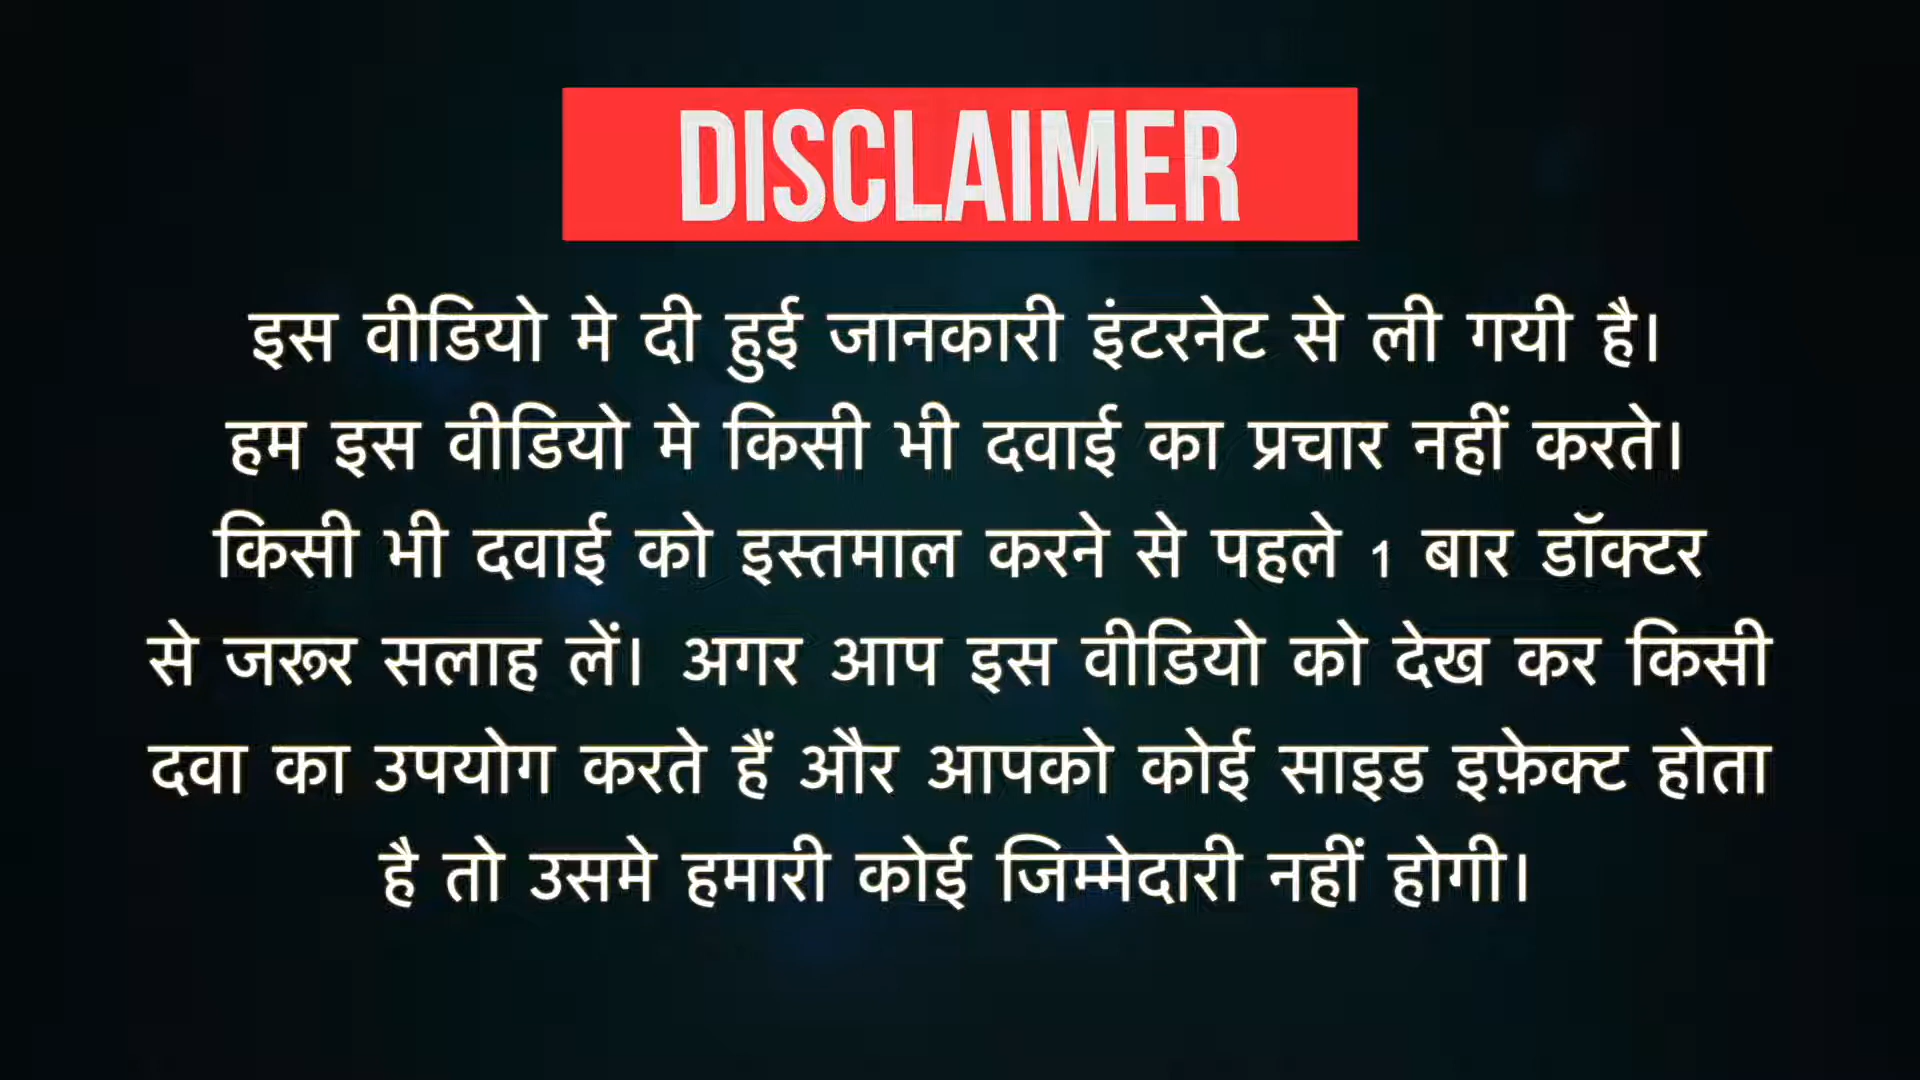 DISCLAIMER
इस वीडियो मे दी हुई जानकारी इंटरनेट से ली गयी है।
हम इस वीडियो मे किसी भी दवाई का प्रचार नहीं करते।
किसी भी दवाई को इस्तमाल करने से पहले 1 बार डॉक्टर
से जरूर सलाह लें। अगर आप इस वीडियो को देख कर किसी
दवा का उपयोग करते हैं और आपको कोई साइड इफ़ेक्ट होता
है तो उसमे हमारी कोई जिम्मेदारी नहीं होगी।